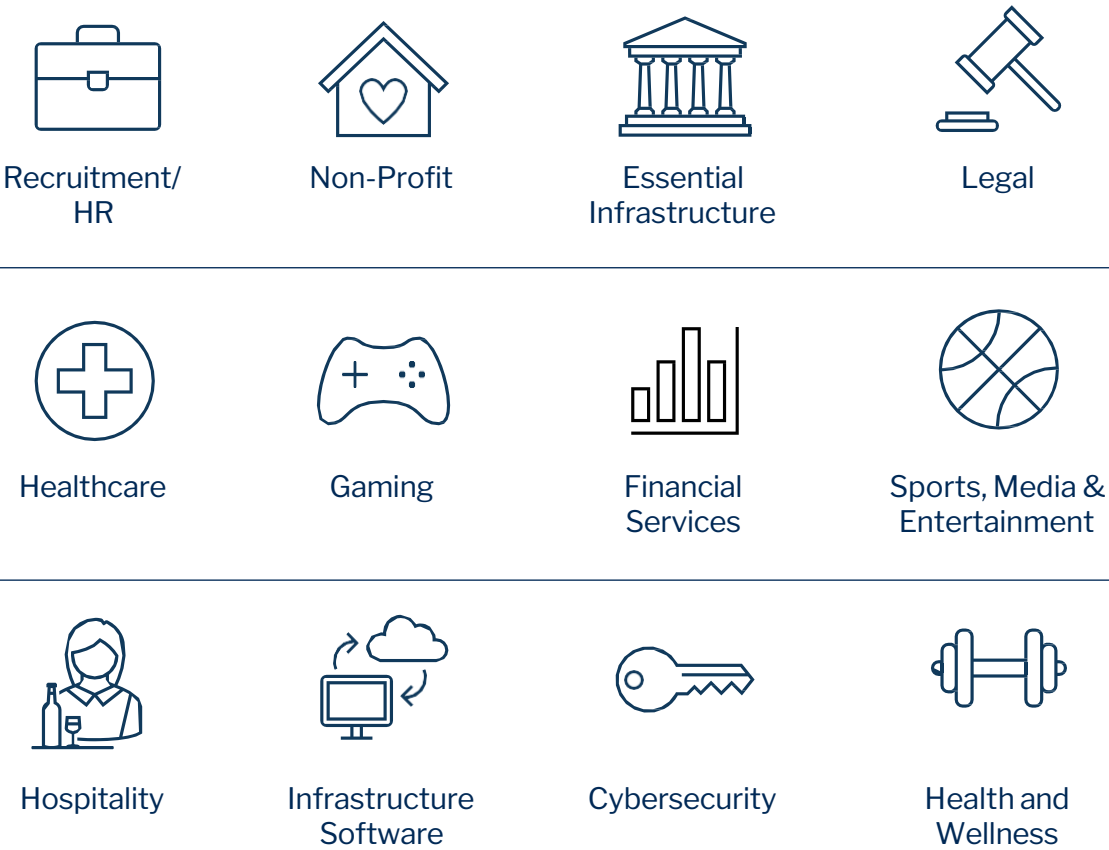 Recruitment/
HR
Non-Profit
Essential
Infrastructure
Legal
Healthcare
Gaming
Financial
Services
Sports, Media &
Entertainment
Hospitality
Infrastructure
Software
Cybersecurity
Health and
Wellness